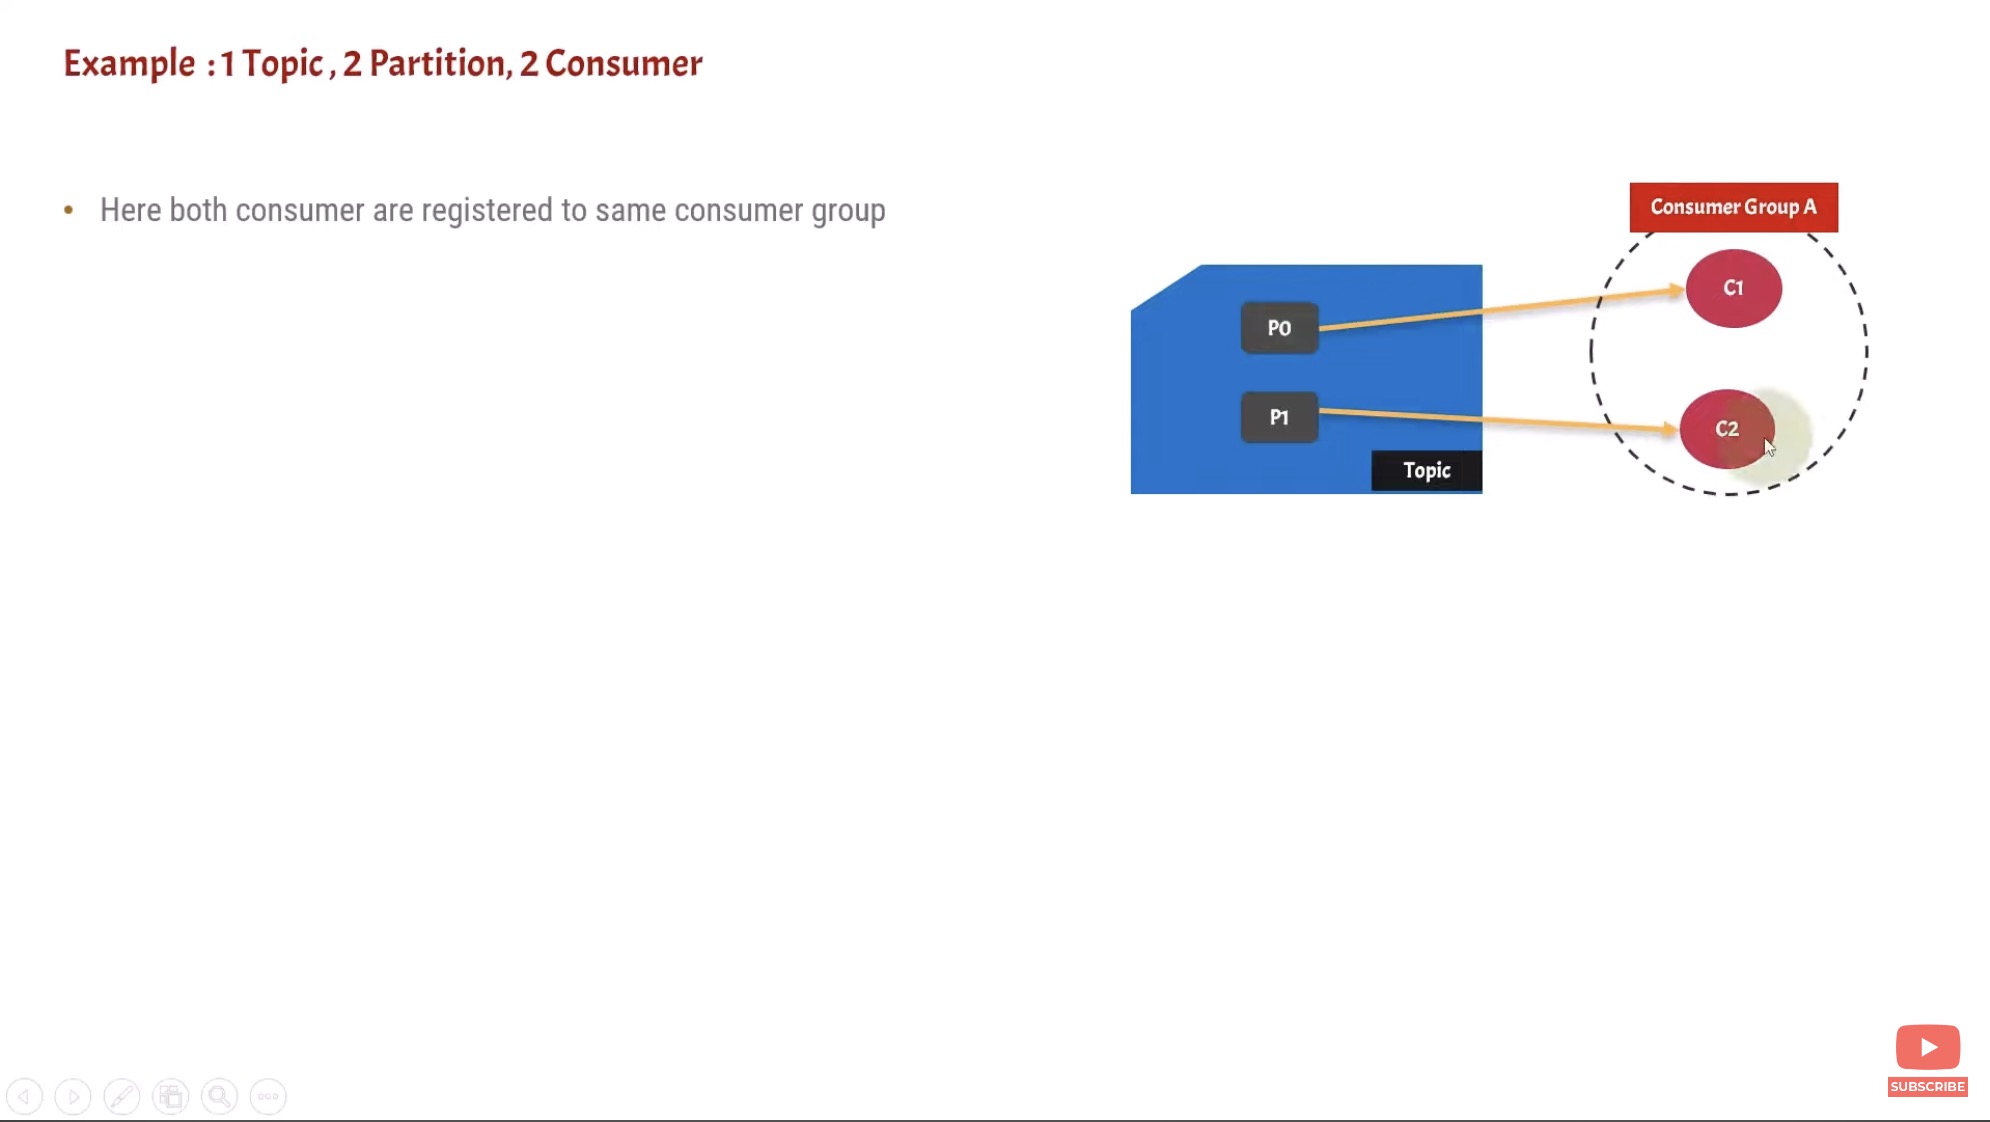 Example : 1 Topic , 2 Partition, 2 Consumer
• Here both consumer are registered to same consumer group
Consumer Group A
C1
P0
P1
C2
Topic
SUBSCRIBE